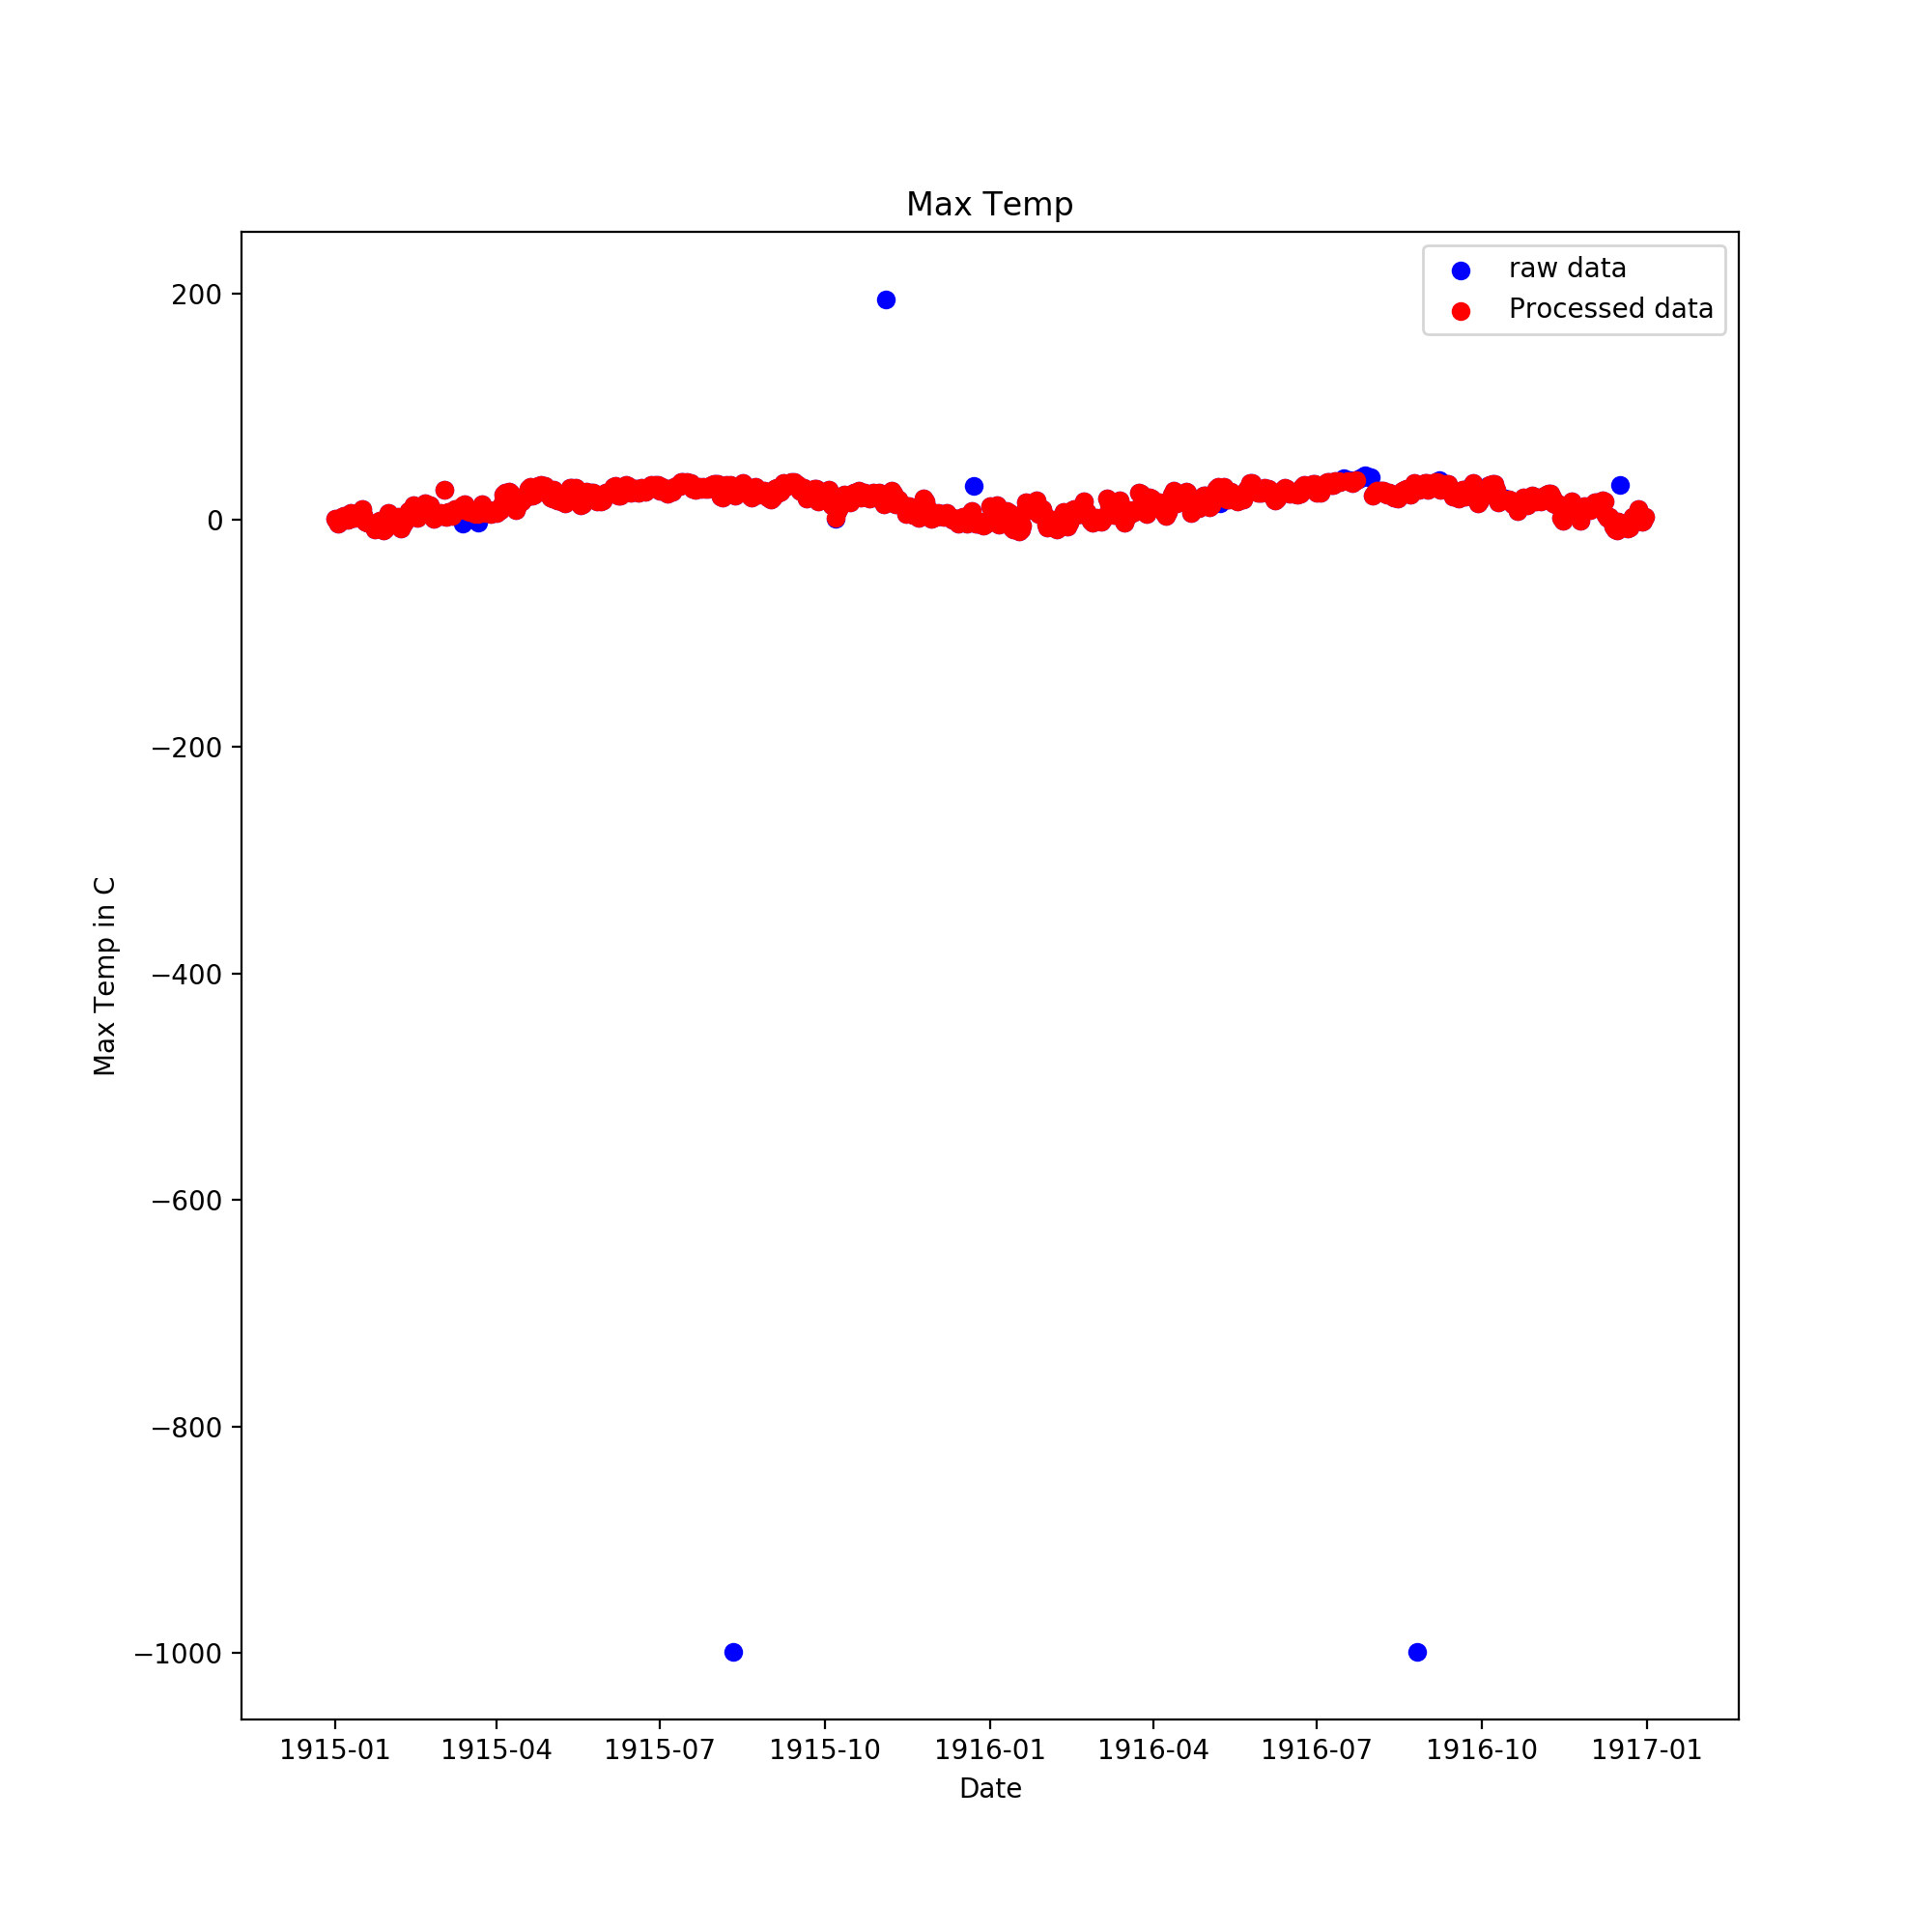 Max Temp
raw data
Processed data
200
0
−200
−400
−600
−800
−1000
Max Temp in C
1915-01 1915-04 1915-07 1915-10 1916-01 1916-04 1916-07 1916-10 1917-01
Date